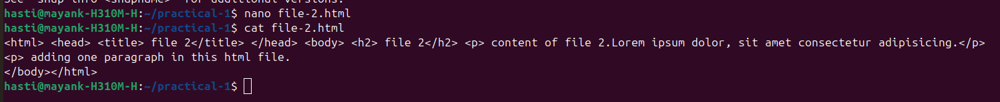 See 'snap info <snapname>' for additional versions.
hasti@mayank-H310M-H:~/practical-1$ nano file-2.html
hasti@mayank-H310M-H:~/practical-1$ cat file-2.html
<html> <head> <title> file 2</title> </head> <body> <h2> file 2</h2> <p> content of file 2.Lorem ipsum dolor, sit amet consectetur adipisicing.</p>
<p> adding one paragraph in this html file.
</body></html>
hasti@mayank-H310M-H:~/practical-1$